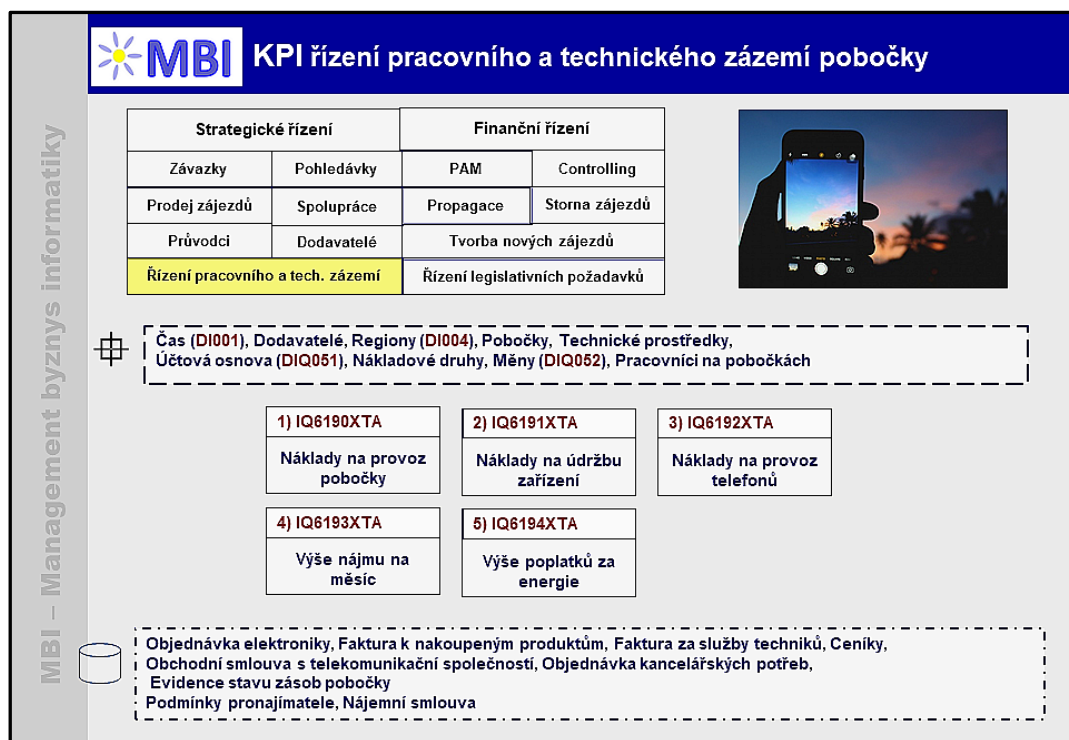 MBI
KPI řízení pracovního a technického zázemí pobočky
MBI – Management byznys informatiky
Strategické řízení
Finanční řízení
Závazky
Pohledávky
PAM
Controlling
Prodej zájezdů
Spolupráce
Propagace
Storna zájezdů
Průvodci
Dodavatelé
Tvorba nových zájezdů
Řízení pracovního a tech. zázemí
Řízení legislativních požadavků
Čas (DI001), Dodavatelé, Regiony (DI004), Pobočky, Technické prostředky,
Účtová osnova (DIQ051), Nákladové druhy, Měny (DIQ052), Pracovníci na pobočkách
1) IQ6190XTA
Náklady na provoz
pobočky
2) IQ6191XTA
Náklady na údržbu
zařízení
3) IQ6192XTA
Náklady na provoz
telefonů
4) IQ6193XTA
Výše nájmu na
měsíc
5) IQ6194XTA
Výše poplatků za
energie
Objednávka elektroniky, Faktura k nakoupeným produktům, Faktura za služby techniků, Ceníky,
Obchodní smlouva s telekomunikační společností, Objednávka kancelářských potřeb,
Evidence stavu zásob pobočky
Podmínky pronajímatele, Nájemní smlouva